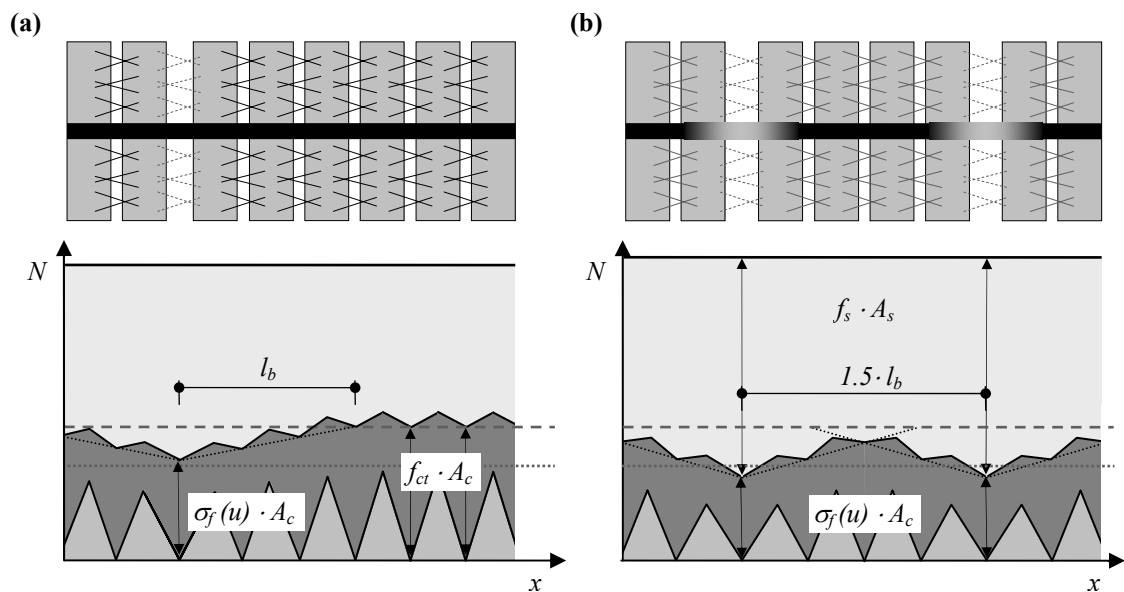 (a)
N
l_b
f_ct · A_c
σ_f(u) · A_c
x
(b)
N
f_s · A_s
1.5· l_b
σ_f(u) · A_c
x